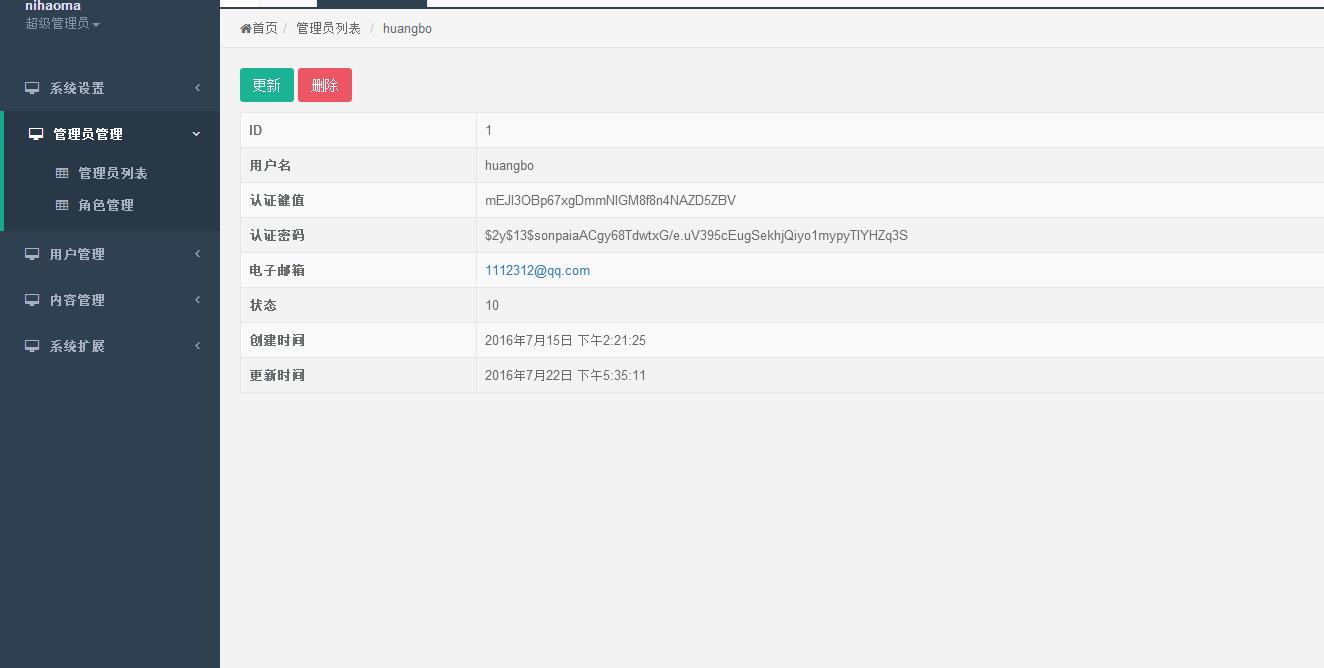 nihaoma
超级管理员
系统设置
管理员管理
管理员列表
角色管理
用户管理
内容管理
系统扩展
首页 / 管理员列表 / huangbo
更新 删除
ID 1
用户名 huangbo
认证键值 mEJl3OBp67xgDmmNlGM8f8n4NAZD5ZBV
认证密码 $2y$13$sonpaiaACgy68TdwtxG/e.uV395cEugSekhjQiyo1mypyTlYHZq3S
电子邮箱 1112312@qq.com
状态 10
创建时间 2016年7月15日 下午2:21:25
更新时间 2016年7月22日 下午5:35:11